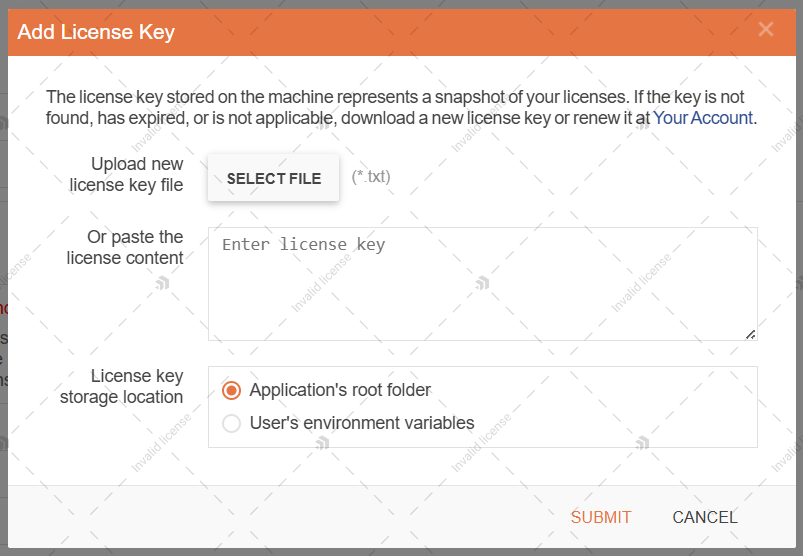 Add License Key
The license key stored on the machine represents a snapshot of your licenses. If the key is not
found, has expired, or is not applicable, download a new license key or renew it at Your Account.
Upload new
license key file
SELECT FILE
(*.txt)
Or paste the
license content
Enter license key
License key
storage location
Application's root folder
User's environment variables
SUBMIT
CANCEL
Invalid license
Invalid license
Invalid license
Invalid license
Invalid license
Invalid license